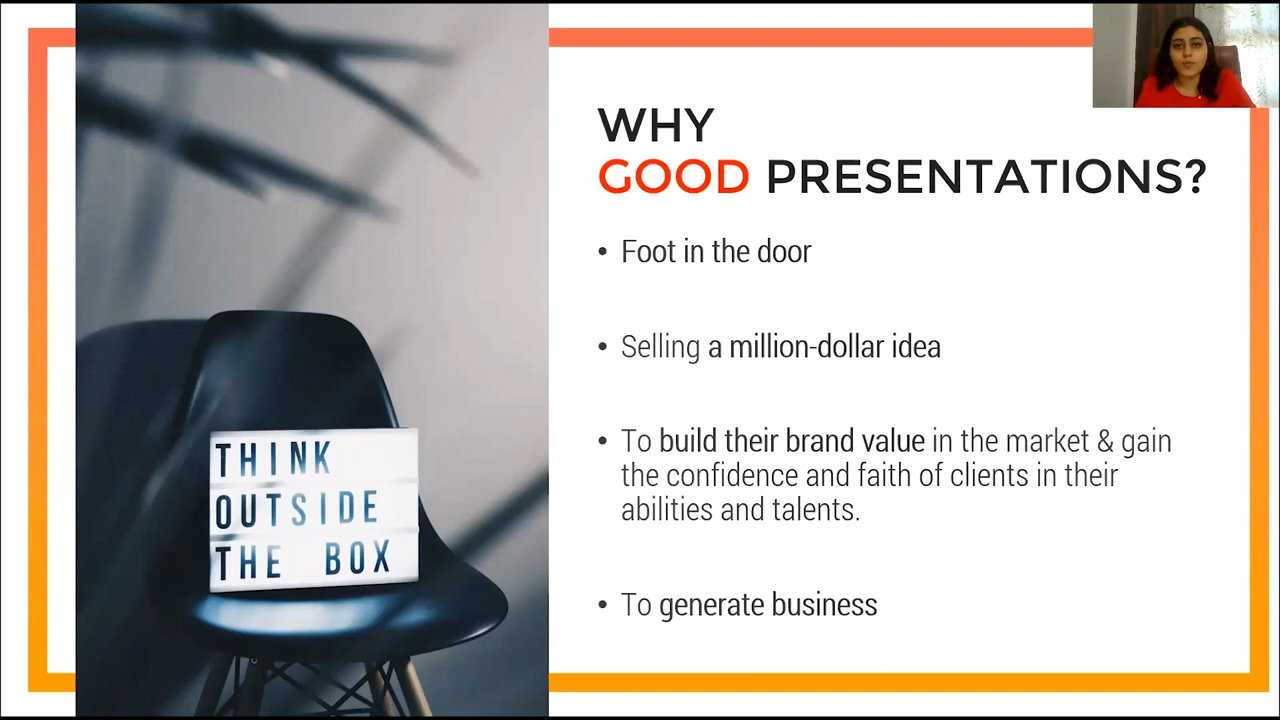 WHY
GOOD PRESENTATIONS?
• Foot in the door
• Selling a million-dollar idea
• To build their brand value in the market & gain
the confidence and faith of clients in their
abilities and talents.
• To generate business
THINK
OUTSIDE
THE BOX